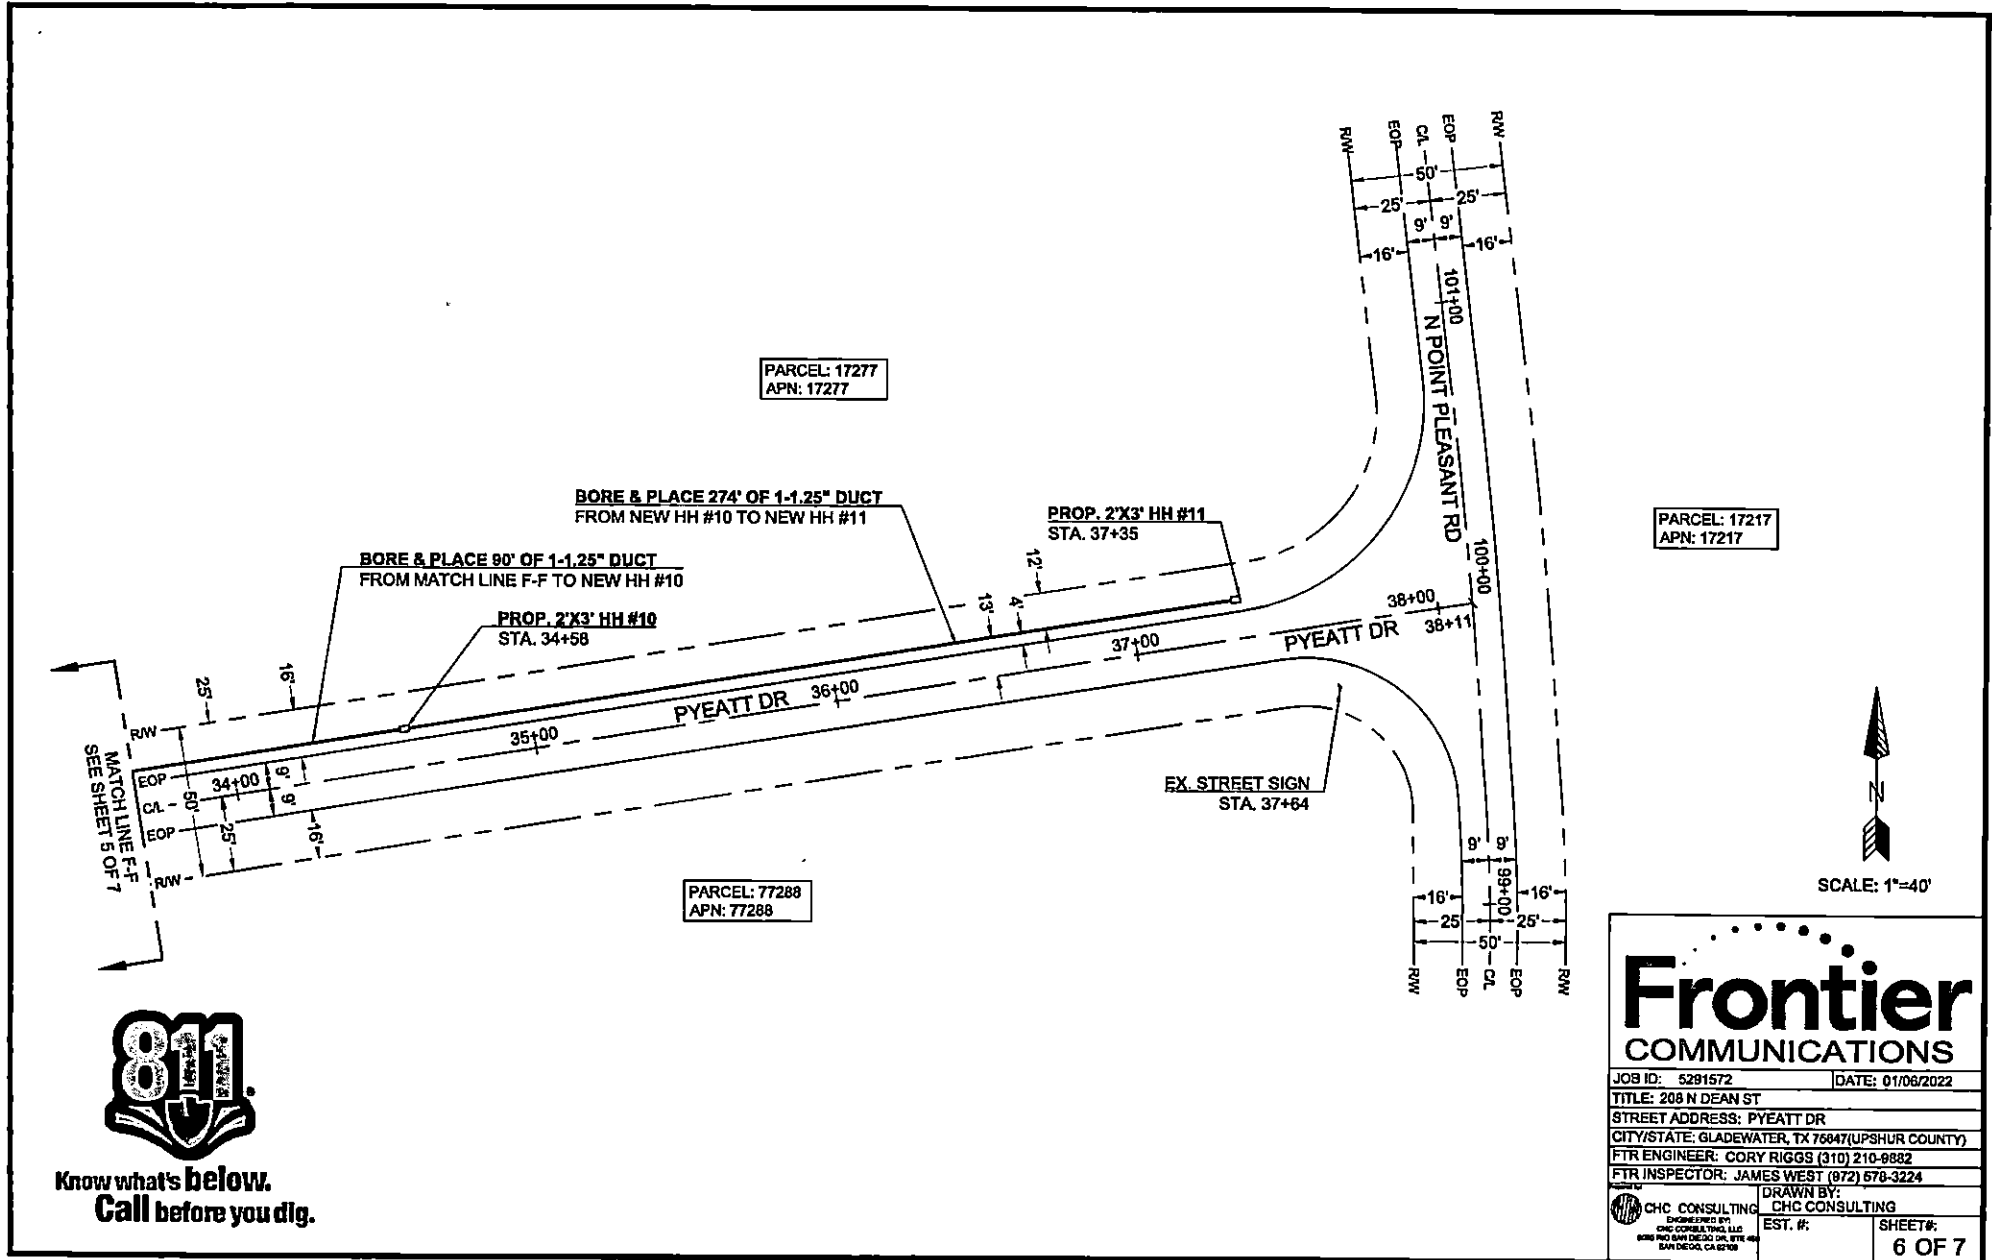 R/W
EOP
C/L
EOP
R/W
50'
25'
25'
9'
9'
16'
16'
101+00
N POINT PLEASANT RD
100+00
PARCEL: 17277
APN: 17277
PARCEL: 17217
APN: 17217
BORE & PLACE 274' OF 1-1.25" DUCT
FROM NEW HH #10 TO NEW HH #11
PROP. 2'X3' HH #11
STA. 37+35
BORE & PLACE 90' OF 1-1.25" DUCT
FROM MATCH LINE F-F TO NEW HH #10
PROP. 2'X3' HH #10
STA. 34+58
12'
13'
4'
38+00
38+11
PYEATT DR
37+00
36+00
PYEATT DR
35+00
16'
25'
R/W
MATCH LINE F-F
SEE SHEET 5 OF 7
EOP
34+00
9'
C/L
50'
9'
EOP
25'
16'
R/W
EX. STREET SIGN
STA. 37+64
PARCEL: 77288
APN: 77288
9'
9'
99+00
16'
16'
25'
25'
50'
R/W
EOP
C/L
EOP
R/W
N
SCALE: 1"=40'
811
Know what's below.
Call before you dig.
Frontier
COMMUNICATIONS
JOB ID: 5291572
DATE: 01/06/2022
TITLE: 208 N DEAN ST
STREET ADDRESS: PYEATT DR
CITY/STATE: GLADEWATER, TX 75647(UPSHUR COUNTY)
FTR ENGINEER: CORY RIGGS (310) 210-9882
FTR INSPECTOR: JAMES WEST (972) 578-3224
CHC CONSULTING
ENGINEERED BY:
CHC CONSULTING, LLC
SAN DIEGO, CA 92108
DRAWN BY:
CHC CONSULTING
EST. #:
SHEET#:
6 OF 7